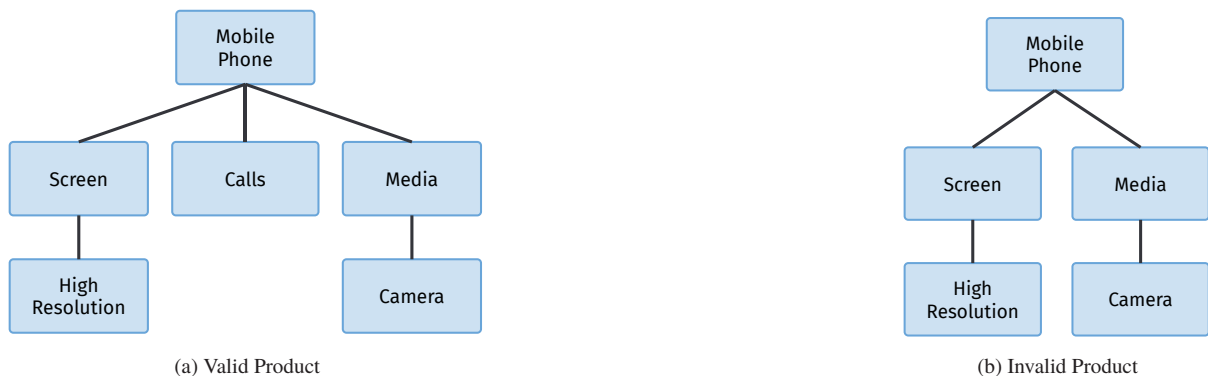 Mobile
Phone
Screen
Calls
Media
High
Resolution
Camera
(a) Valid Product
Mobile
Phone
Screen
Media
High
Resolution
Camera
(b) Invalid Product